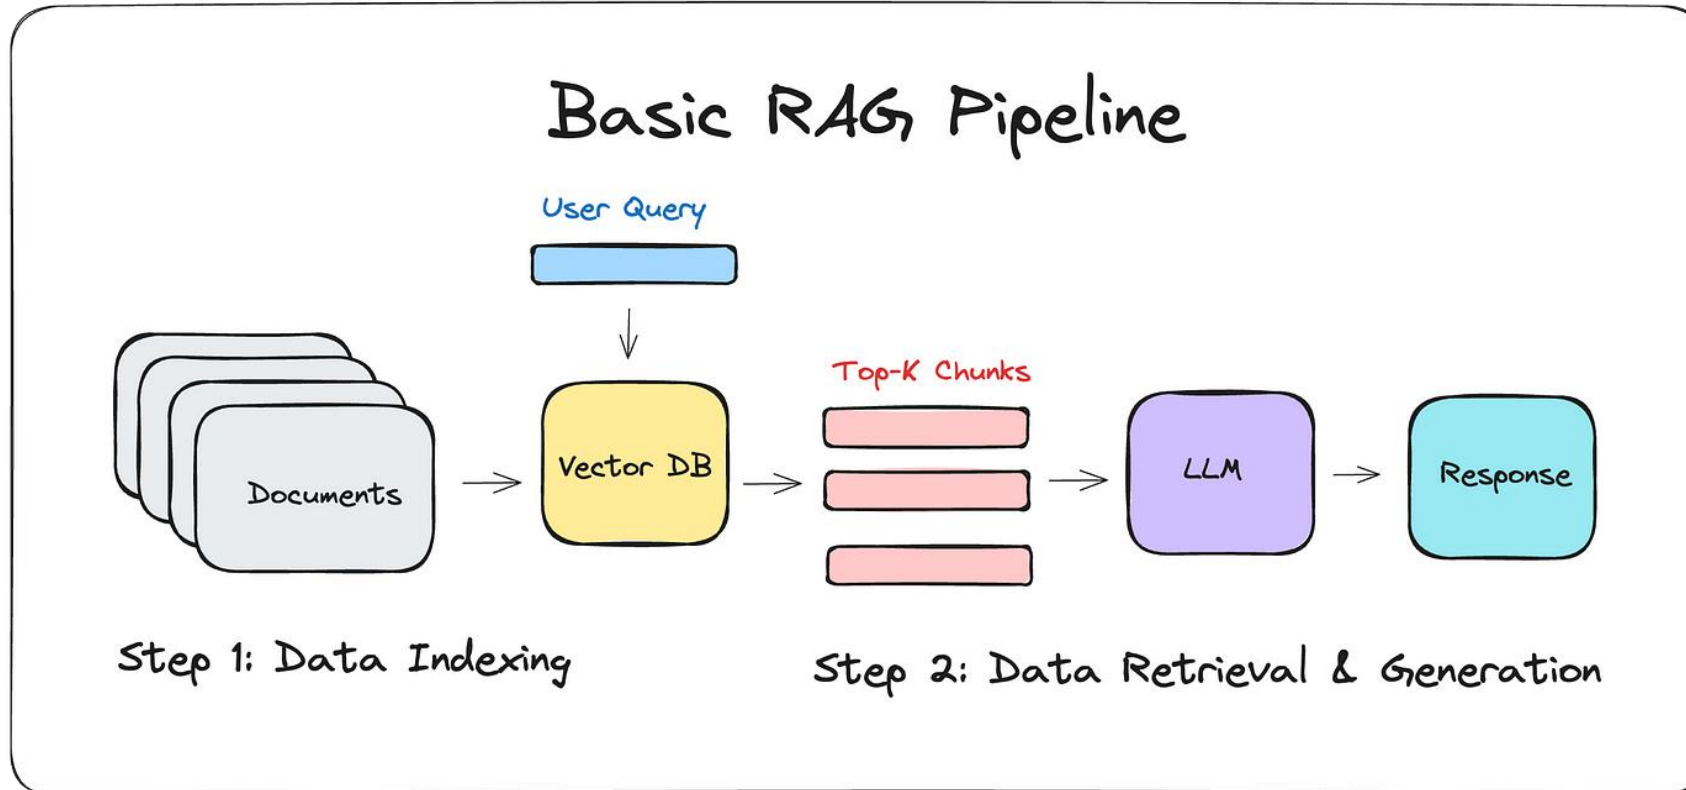 Basic RAG Pipeline
User Query
Top-K Chunks
Documents
Vector DB
LLM
Response
Step 1: Data Indexing
Step 2: Data Retrieval & Generation